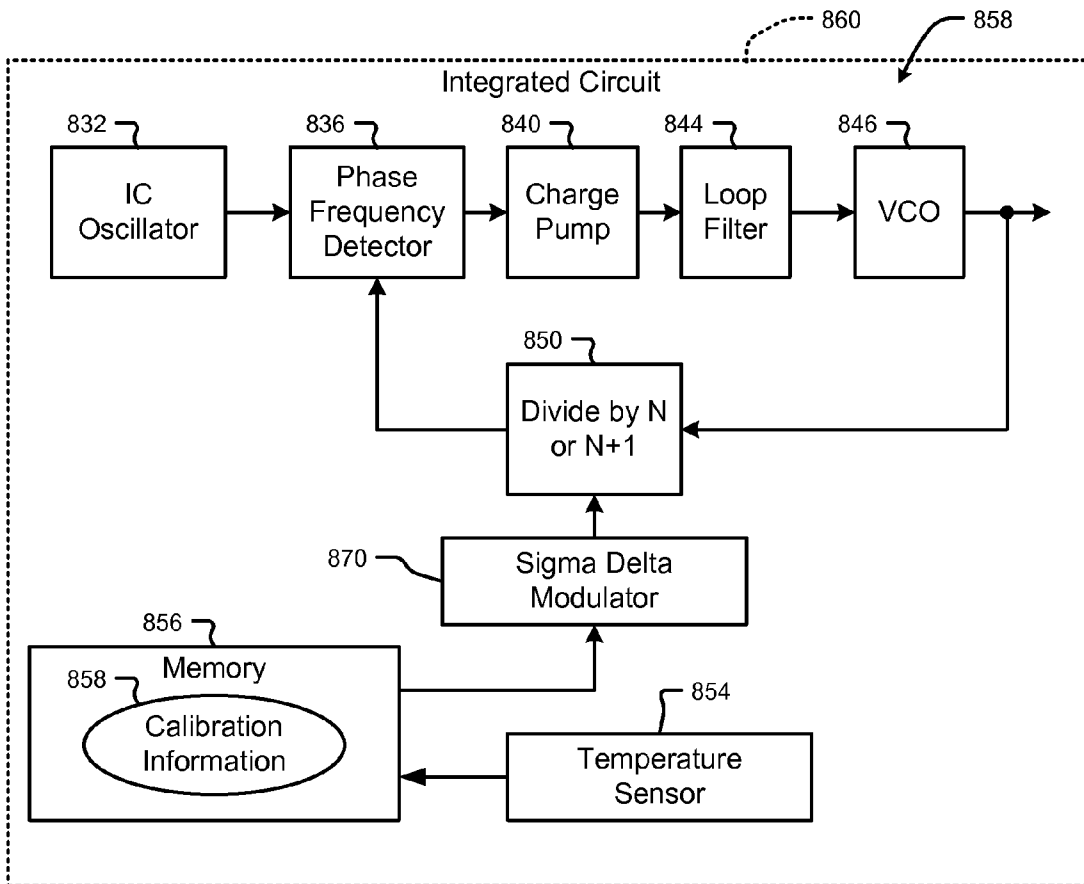 860
858
Integrated Circuit
832
836
840
844
846
IC
Oscillator
Phase
Frequency
Detector
Charge
Pump
Loop
Filter
VCO
850
Divide by N
or N+1
870
Sigma Delta
Modulator
856
Memory
858
Calibration
Information
854
Temperature
Sensor